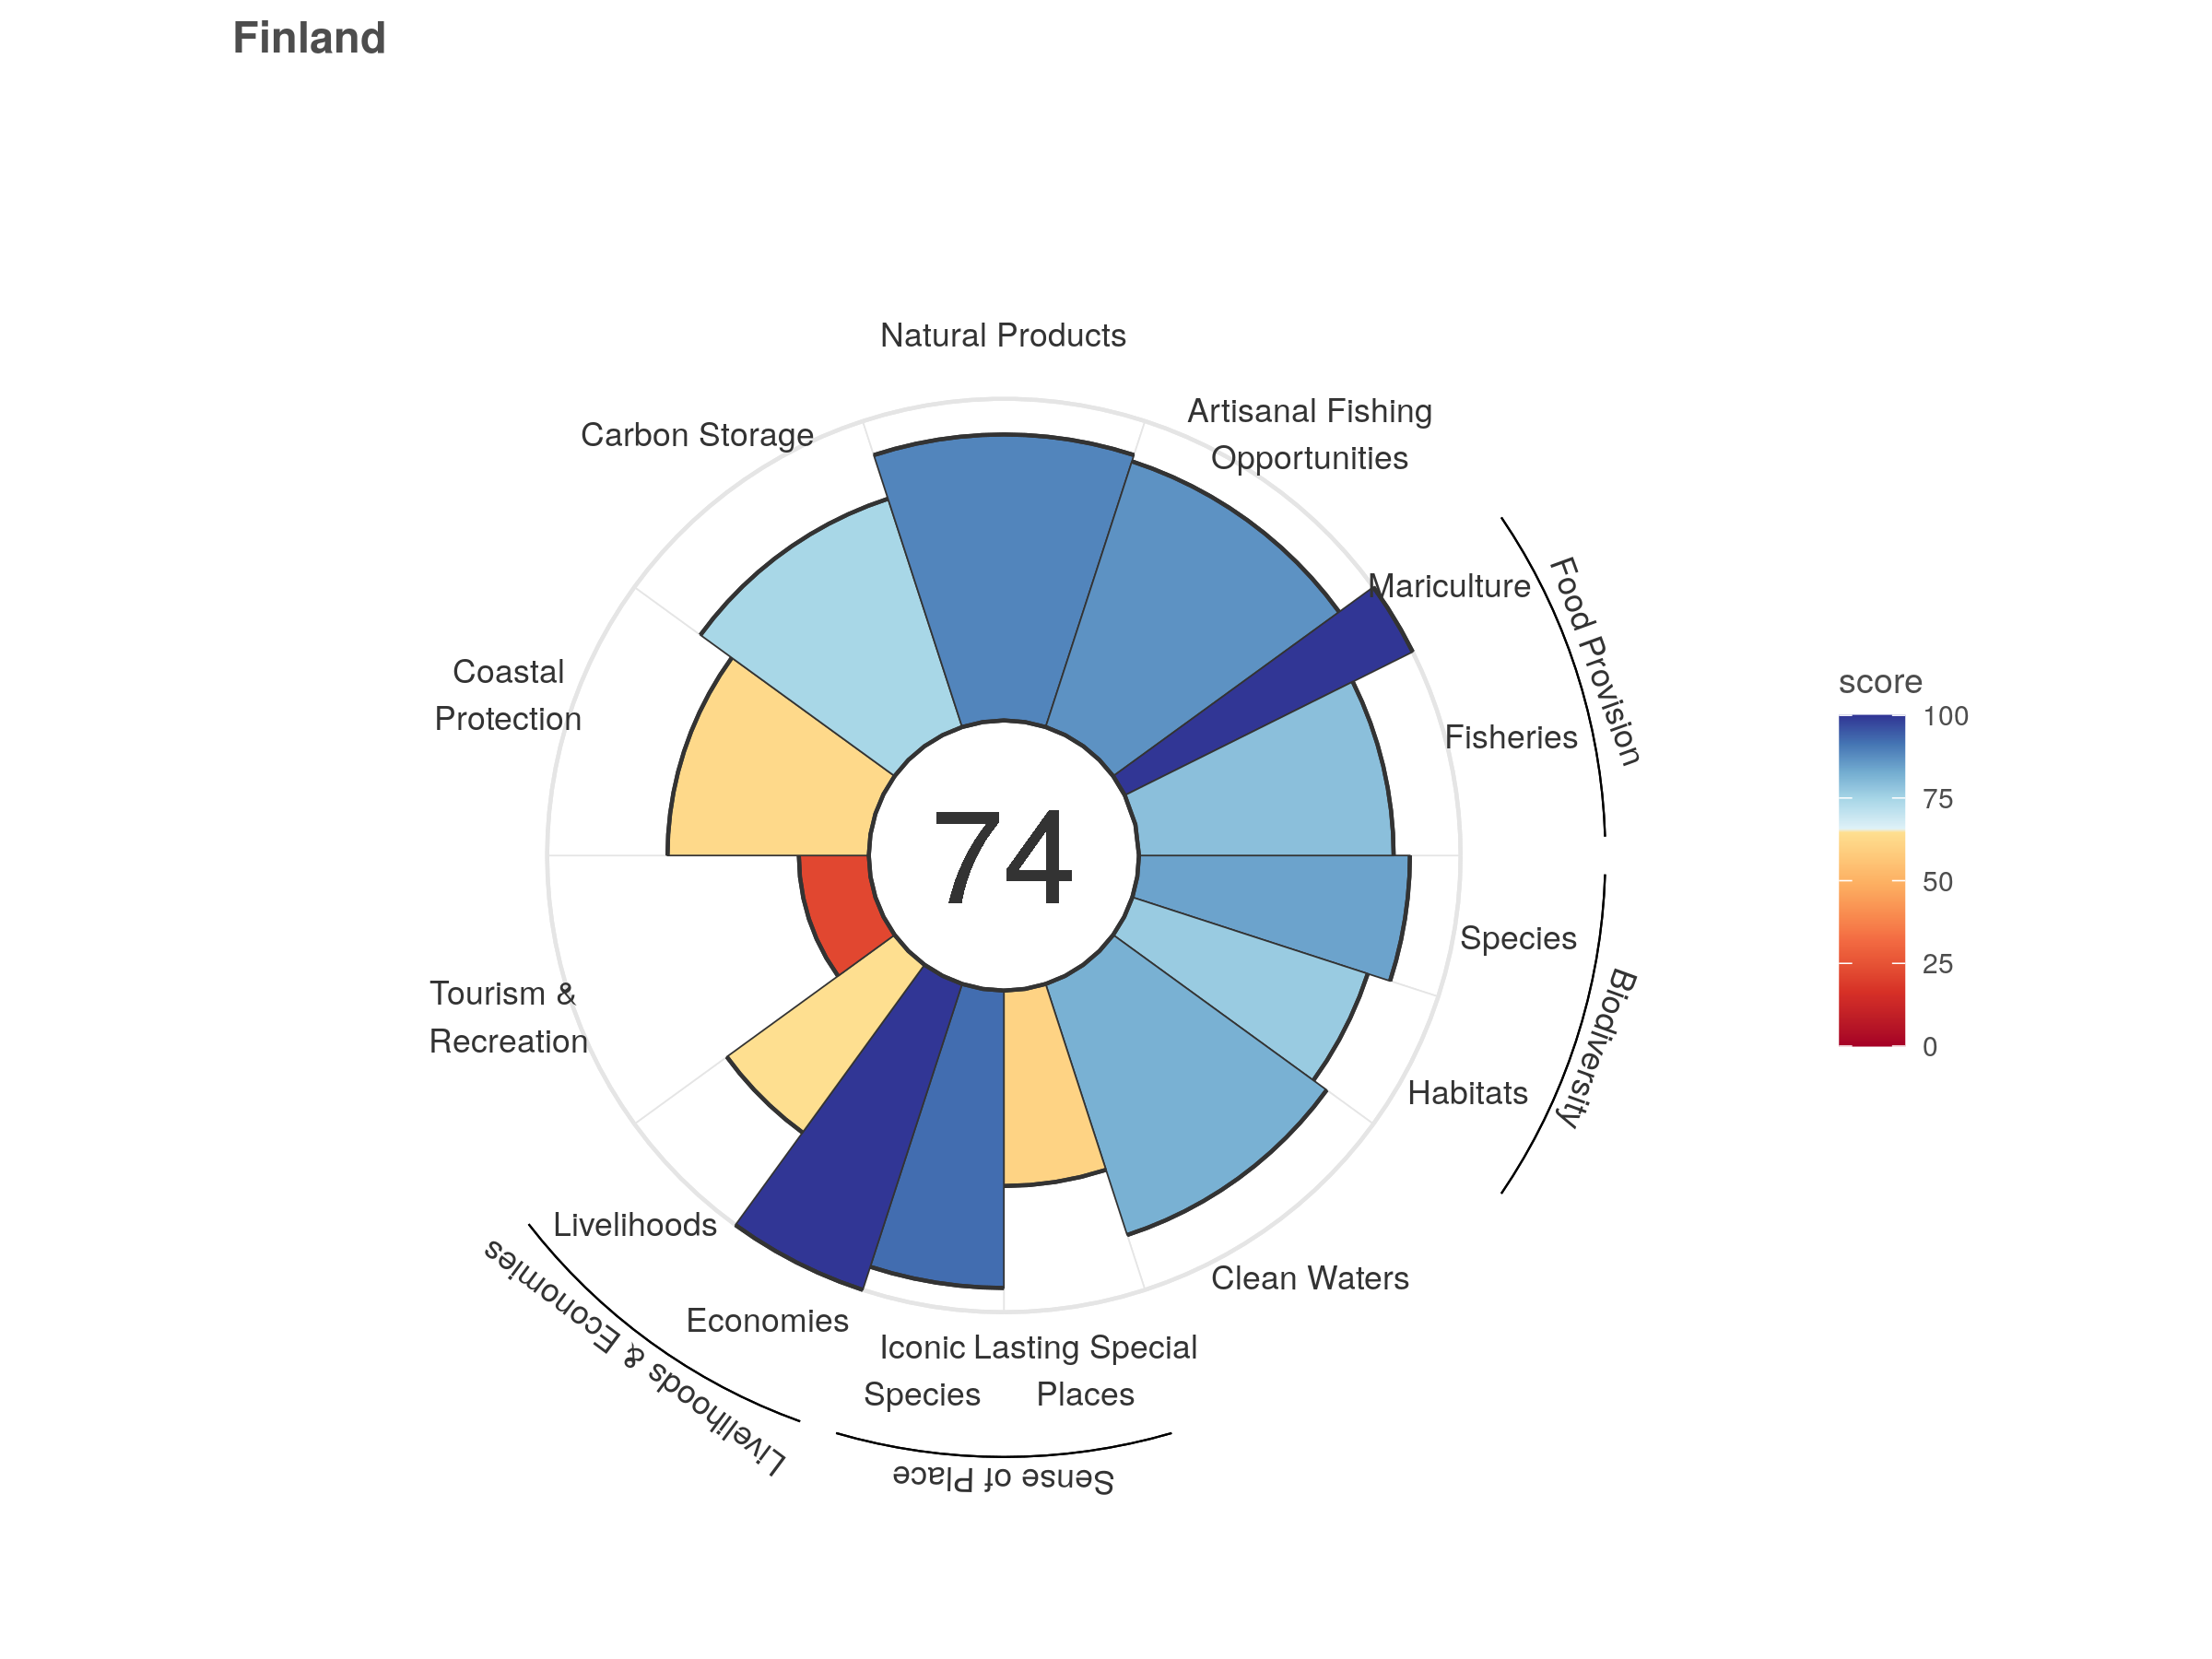 Finland
Natural Products
Artisanal Fishing
Opportunities
Carbon Storage
Mariculture
Food Provision
Coastal
Protection
Fisheries
score
100
75
50
25
0
74
Species
Biodiversity
Tourism &
Recreation
Habitats
Livelihoods
Clean Waters
Economies
Livelihoods & Economies
Iconic
Species
Lasting Special
Places
Sense of Place